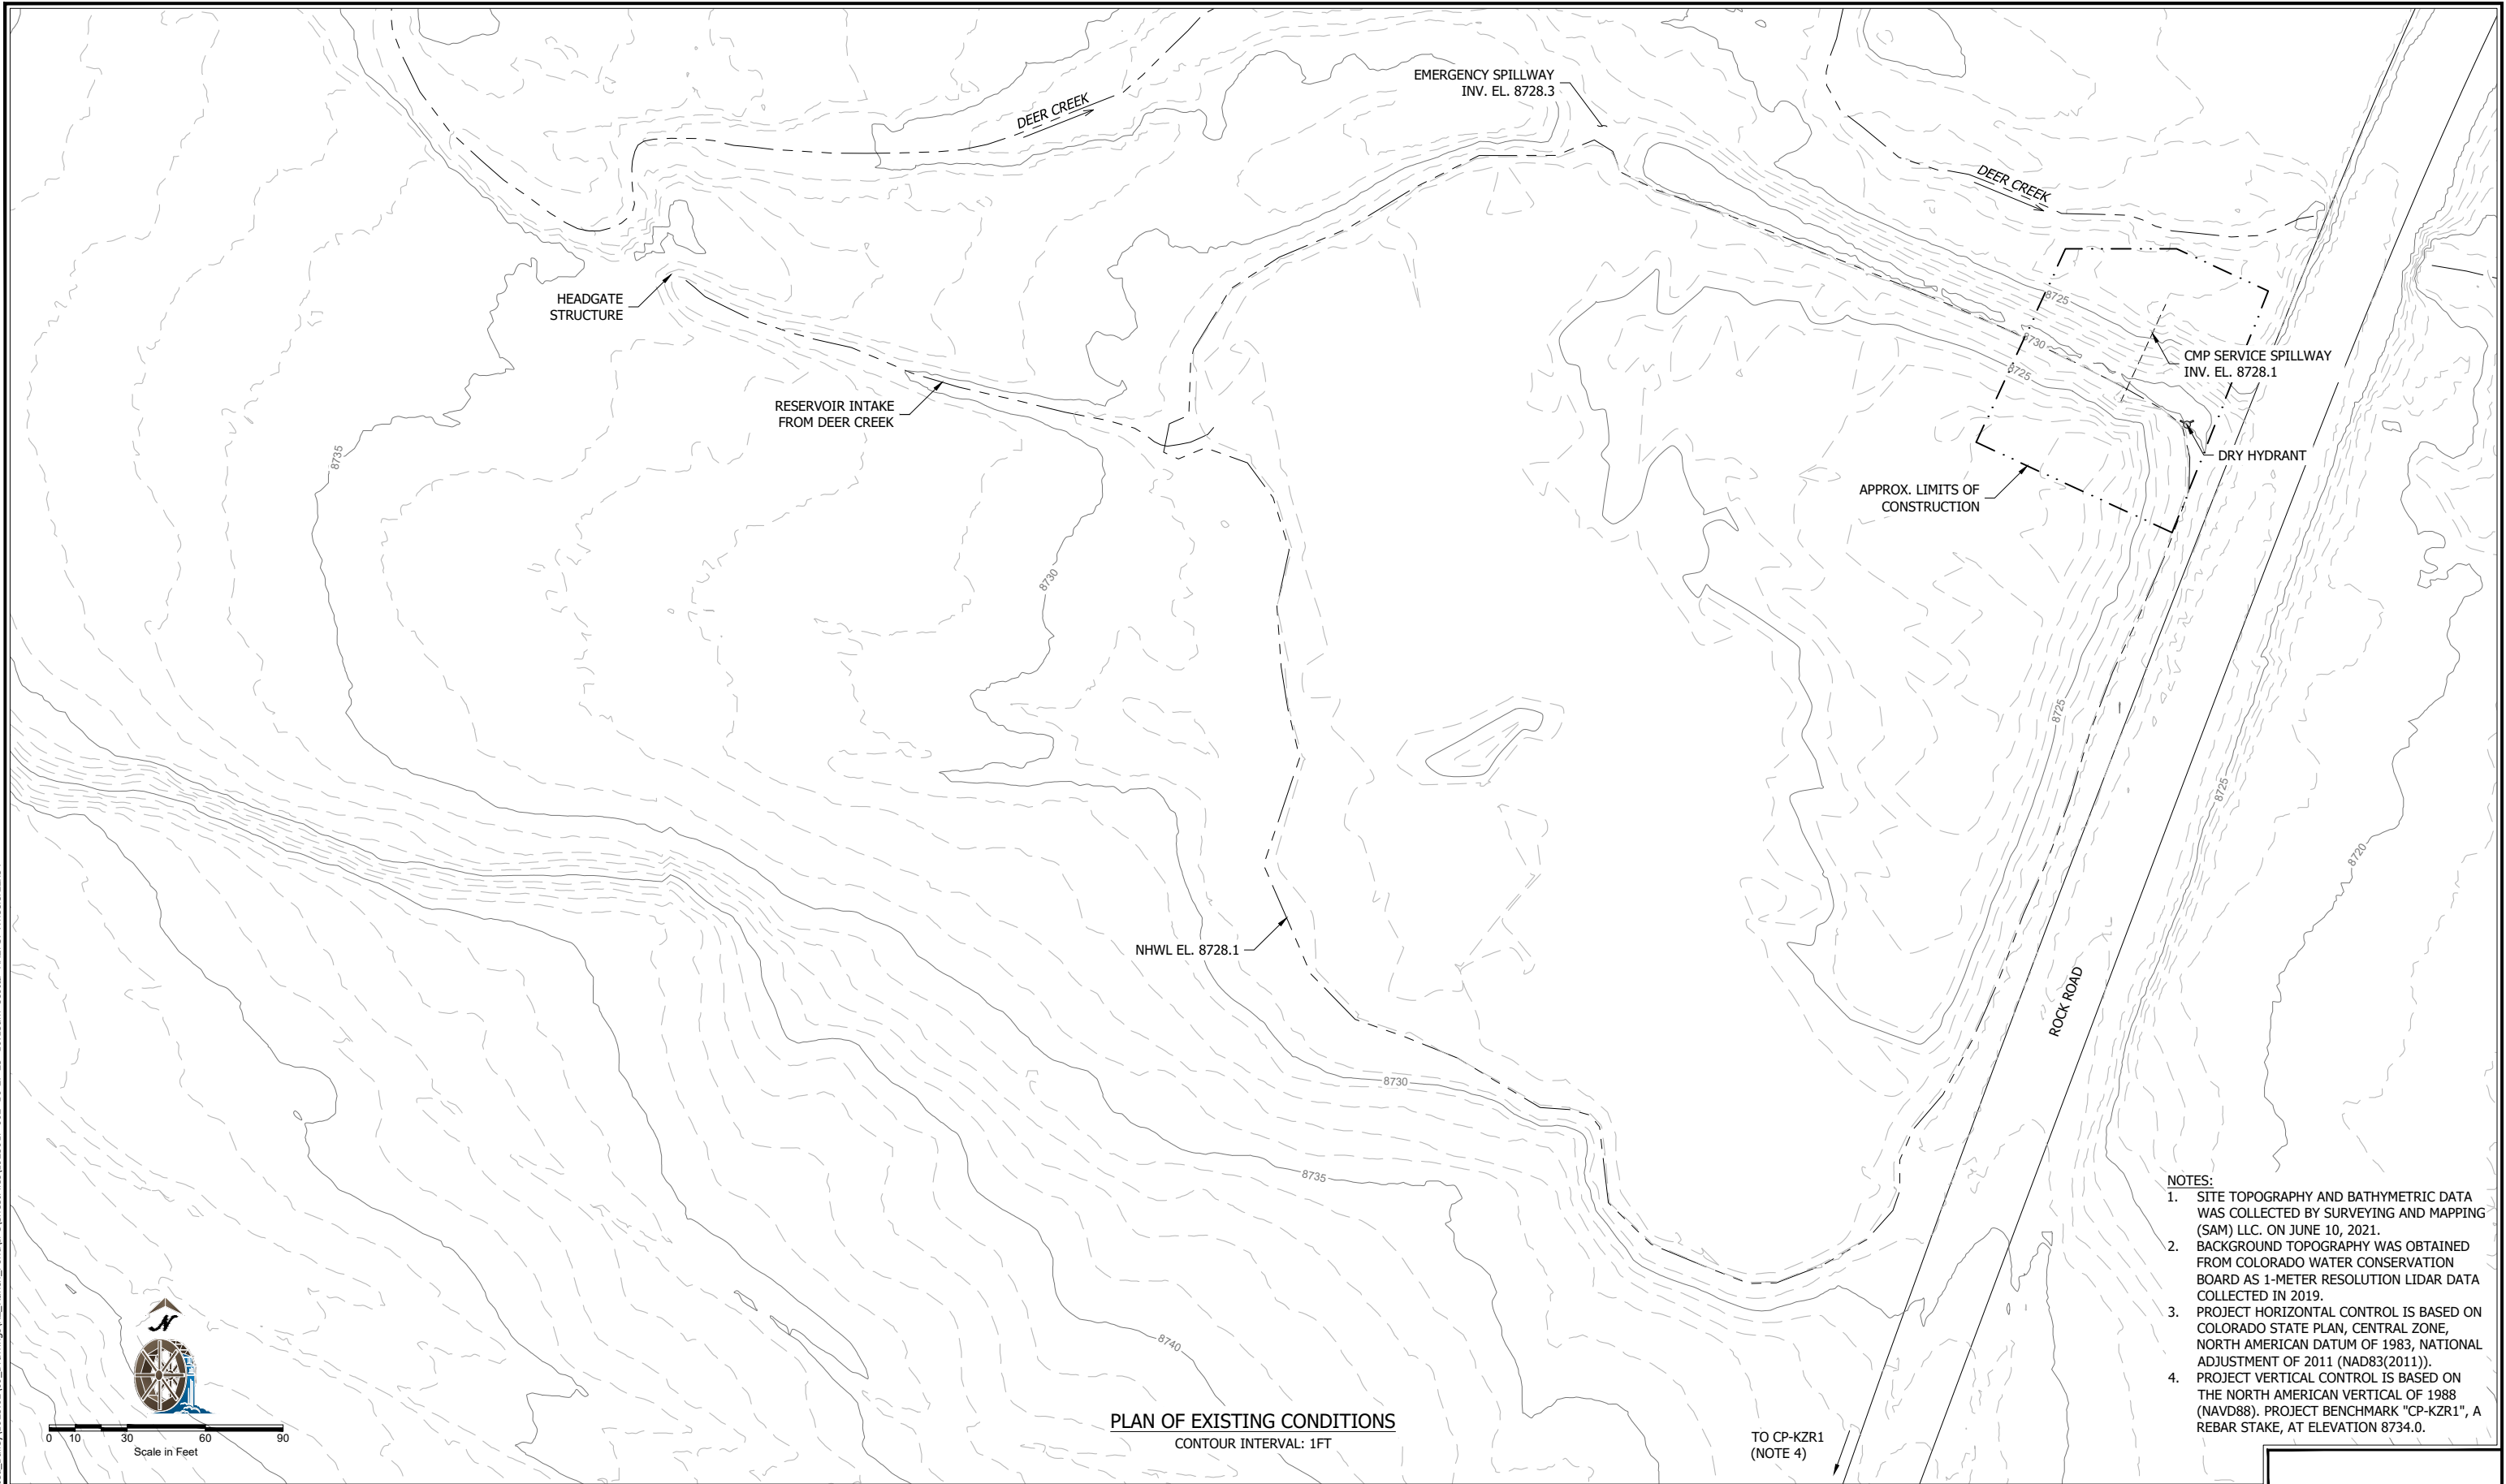 DEER CREEK
EMERGENCY SPILLWAY
INV. EL. 8728.3
DEER CREEK
HEADGATE
STRUCTURE
8725
8730
8725
CMP SERVICE SPILLWAY
INV. EL. 8728.1
RESERVOIR INTAKE
FROM DEER CREEK
DRY HYDRANT
8735
APPROX. LIMITS OF
CONSTRUCTION
8730
8725
8725
8720
NHWL EL. 8728.1
ROCK ROAD
8730
8735
8740
NOTES:
1. SITE TOPOGRAPHY AND BATHYMETRIC DATA
WAS COLLECTED BY SURVEYING AND MAPPING
(SAM) LLC. ON JUNE 10, 2021.
2. BACKGROUND TOPOGRAPHY WAS OBTAINED
FROM COLORADO WATER CONSERVATION
BOARD AS 1-METER RESOLUTION LIDAR DATA
COLLECTED IN 2019.
3. PROJECT HORIZONTAL CONTROL IS BASED ON
COLORADO STATE PLAN, CENTRAL ZONE,
NORTH AMERICAN DATUM OF 1983, NATIONAL
ADJUSTMENT OF 2011 (NAD83(2011)).
4. PROJECT VERTICAL CONTROL IS BASED ON
THE NORTH AMERICAN VERTICAL OF 1988
(NAVD88). PROJECT BENCHMARK "CP-KZR1", A
REBAR STAKE, AT ELEVATION 8734.0.
N
0 10 30 60 90
Scale in Feet
PLAN OF EXISTING CONDITIONS
CONTOUR INTERVAL: 1FT
TO CP-KZR1
(NOTE 4)